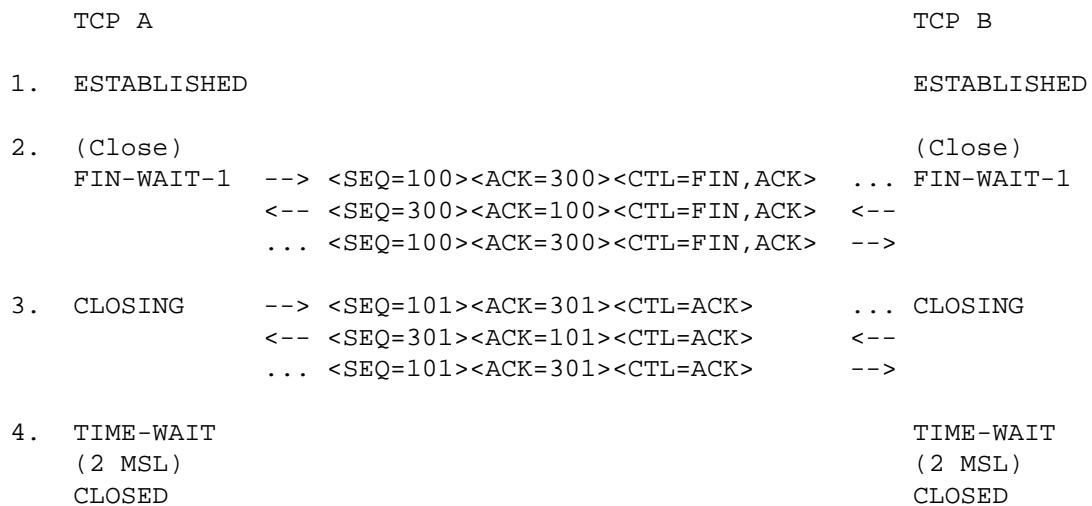 TCP A                                                TCP B
1.  ESTABLISHED                                          ESTABLISHED
2.  (Close)                                              (Close)
FIN-WAIT-1  --> <SEQ=100><ACK=300><CTL=FIN,ACK>  ... FIN-WAIT-1
<-- <SEQ=300><ACK=100><CTL=FIN,ACK>  <--
... <SEQ=100><ACK=300><CTL=FIN,ACK>  -->
3.  CLOSING     --> <SEQ=101><ACK=301><CTL=ACK>      ... CLOSING
<-- <SEQ=301><ACK=101><CTL=ACK>      <--
... <SEQ=101><ACK=301><CTL=ACK>      -->
4.  TIME-WAIT                                            TIME-WAIT
(2 MSL)                                              (2 MSL)
CLOSED                                               CLOSED